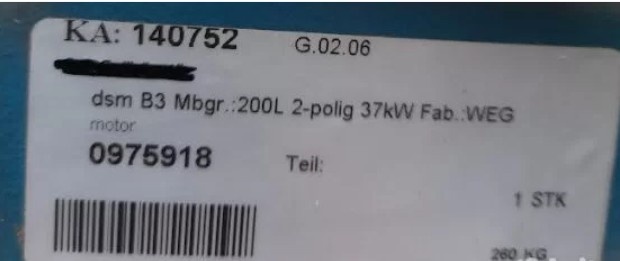 KA: 140752 G.02.06
dsm B3 Mbgr.:200L 2-polig 37kW Fab.:WEG
motor
0975918 Teil:
1 STK
260 KG